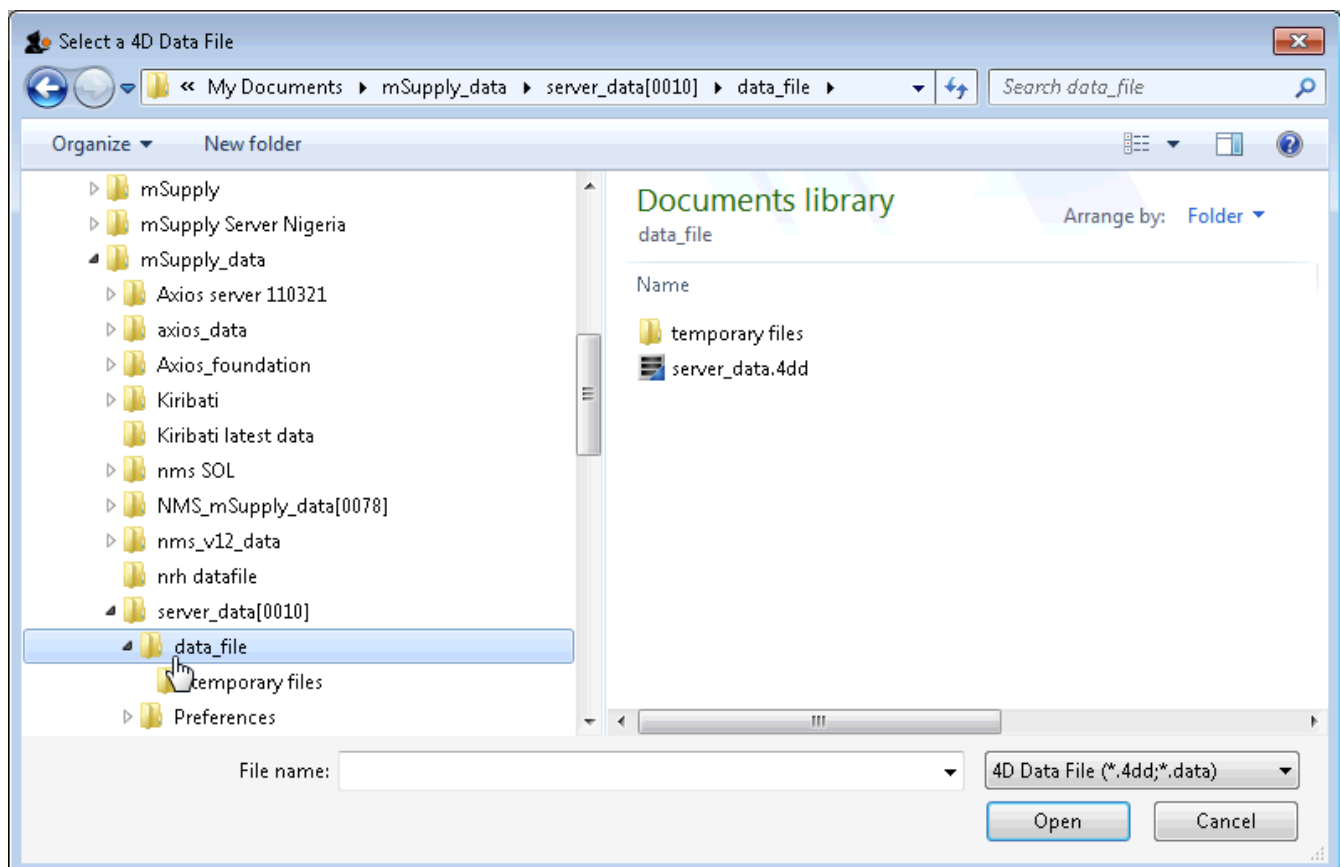 Select a 4D Data File
« My Documents mSupply_data server_data[0010] data_file
Search data_file
Organize New folder
mSupply
mSupply Server Nigeria
mSupply_data
Axios server 110321
axios_data
Axios_foundation
Kiribati
Kiribati latest data
nms SOL
NMS_mSupply_data[0078]
nms_v12_data
nrh datafile
server_data[0010]
data_file
temporary files
Preferences
Documents library
data_file
Arrange by: Folder
Name
temporary files
server_data.4dd
File name:
4D Data File (*.4dd;*.data)
Open Cancel